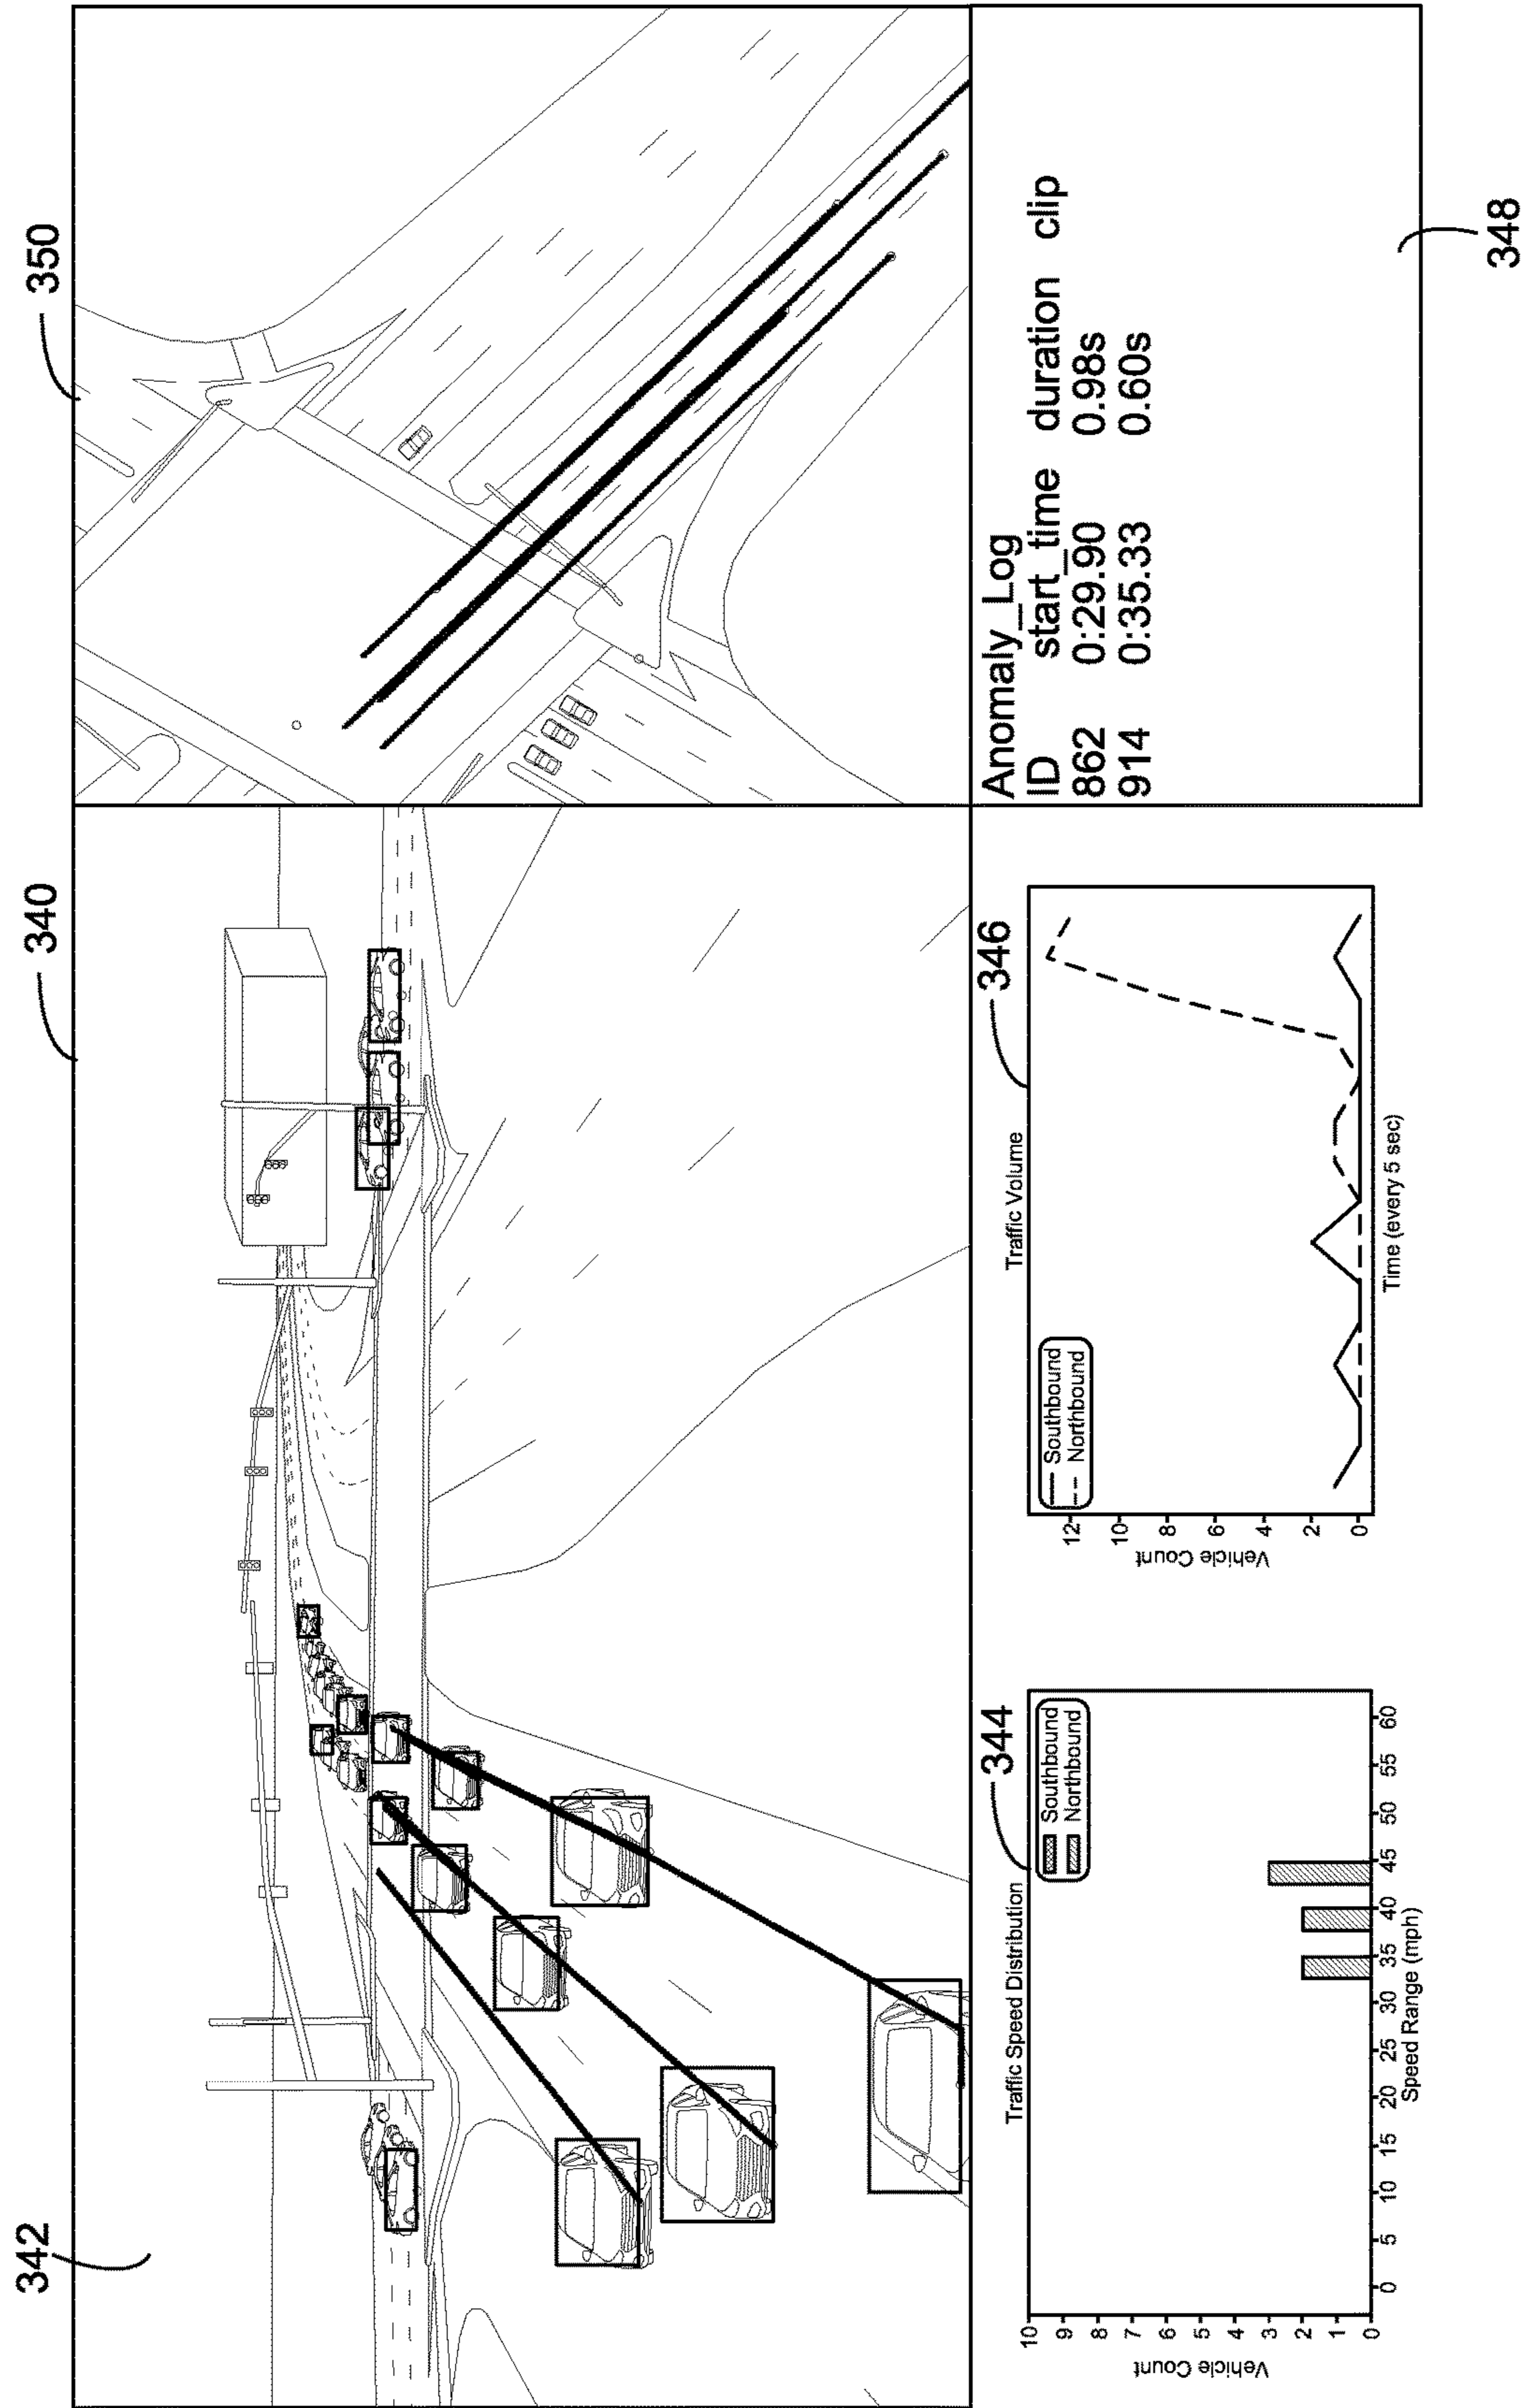 342
340
350
344
Traffic Speed Distribution
Southbound
Northbound
Vehicle Count
10
9
8
7
6
5
4
3
2
1
0
0 5 10 15 20 25 30 35 40 45 50 55 60
Speed Range (mph)
346
Traffic Volume
Southbound
Northbound
Vehicle Count
12
10
8
6
4
2
0
Time (every 5 sec)
Anomaly_Log
ID start_time duration clip
862 0:29.90 0.98s
914 0:35.33 0.60s
348